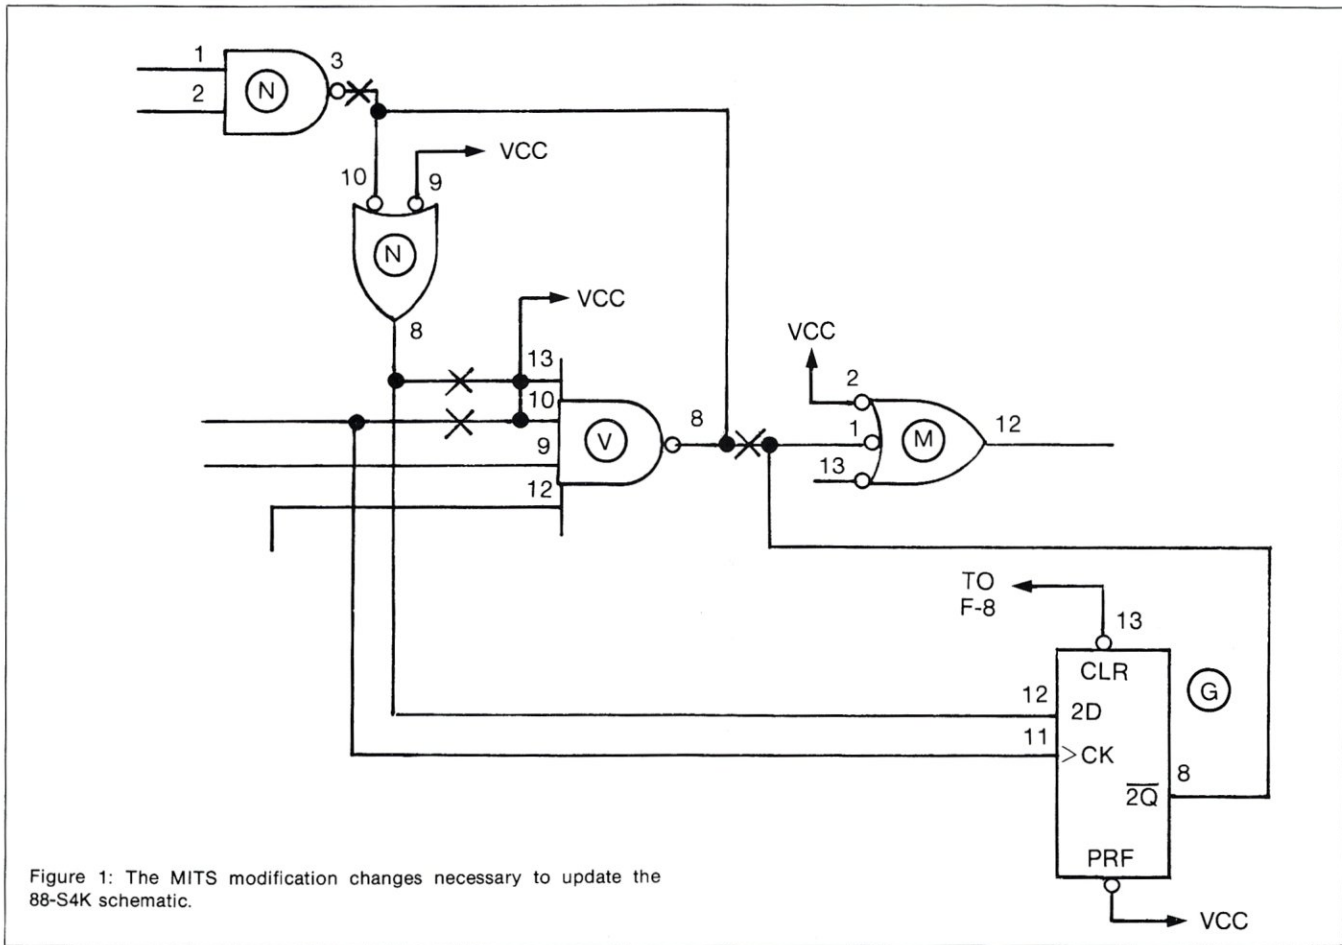 1
N
3
2
VCC
10
9
N
VCC
8
13
VCC
2
10
8
1
M
12
V
9
13
12
TO
F-8
13
CLR
G
12
2D
11
>CK
8
2Q
PRF
Figure 1: The MITS modification changes necessary to update the
88-S4K schematic.
VCC